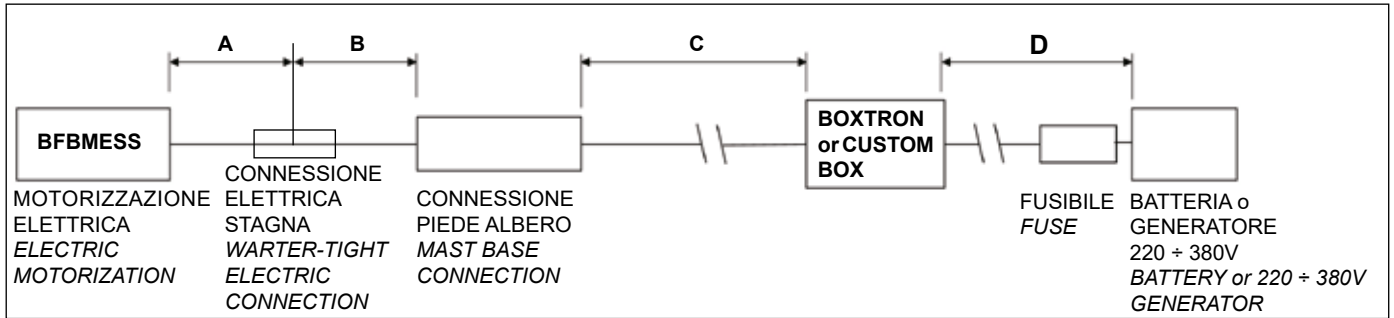 A
B
C
D
BFBMESS
BOXTRON
or CUSTOM
BOX
MOTORIZZAZIONE
ELETTRICA
ELECTRIC
MOTORIZATION
CONNESSIONE
ELETTRICA
STAGNA
WARTER-TIGHT
ELECTRIC
CONNECTION
CONNESSIONE
PIEDE ALBERO
MAST BASE
CONNECTION
FUSIBILE
FUSE
BATTERIA o
GENERATORE
220 ÷ 380V
BATTERY or 220 ÷ 380V
GENERATOR